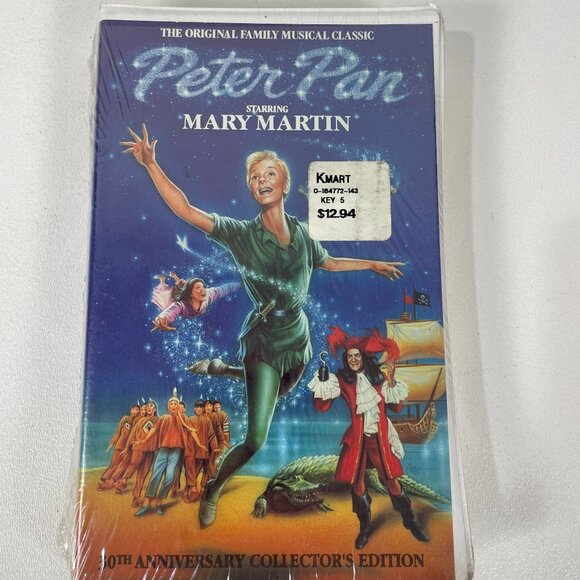 THE ORIGINAL FAMILY MUSICAL CLASSIC
Peter Pan
STARRING
MARY MARTIN
KMART
0-184772-143
KEY 5
$12.94
30TH ANNIVERSARY COLLECTOR'S EDITION